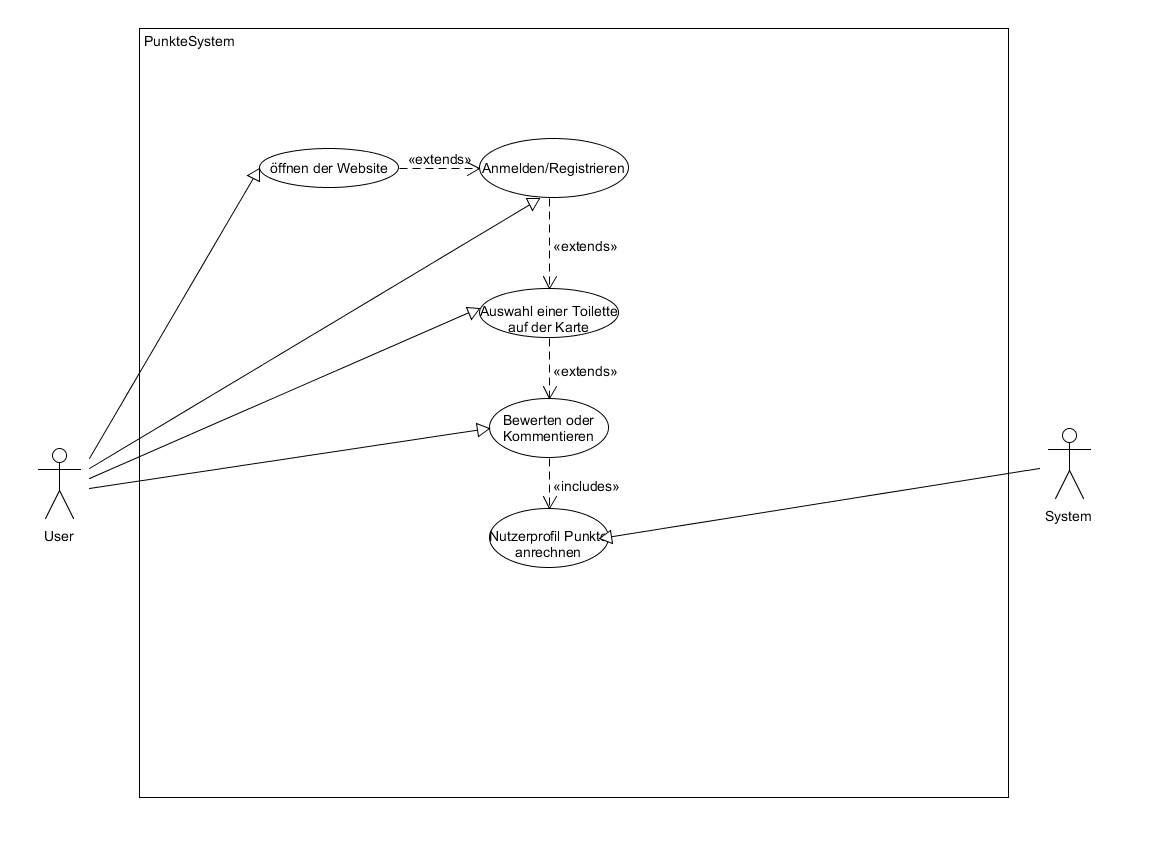 PunkteSystem
öffnen der Website
«extends»
Anmelden/Registrieren
«extends»
Auswahl einer Toilette
auf der Karte
«extends»
Bewerten oder
Kommentieren
«includes»
Nutzerprofil Punkte
anrechnen
User
System